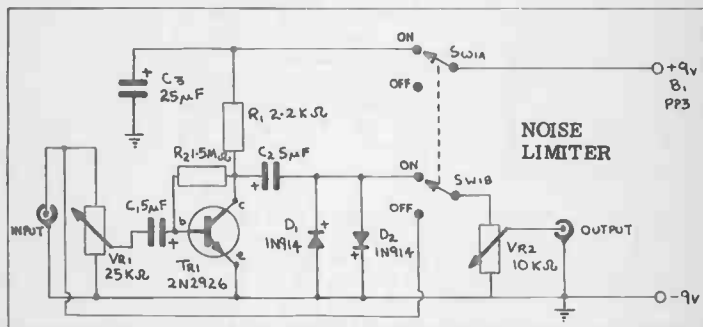 ON
SW1A
+9V
B1
PP3
C3
25µF
+
OFF
R1 2·2KΩ
NOISE
LIMITER
R2 1·5MΩ
C2 5µF
+
ON
SW1B
OFF
C1 5µF
+
INPUT
VR1
25KΩ
b
c
e
TR1
2N2926
D1
1N914
+
D2
1N914
+
VR2
10KΩ
OUTPUT
-9V